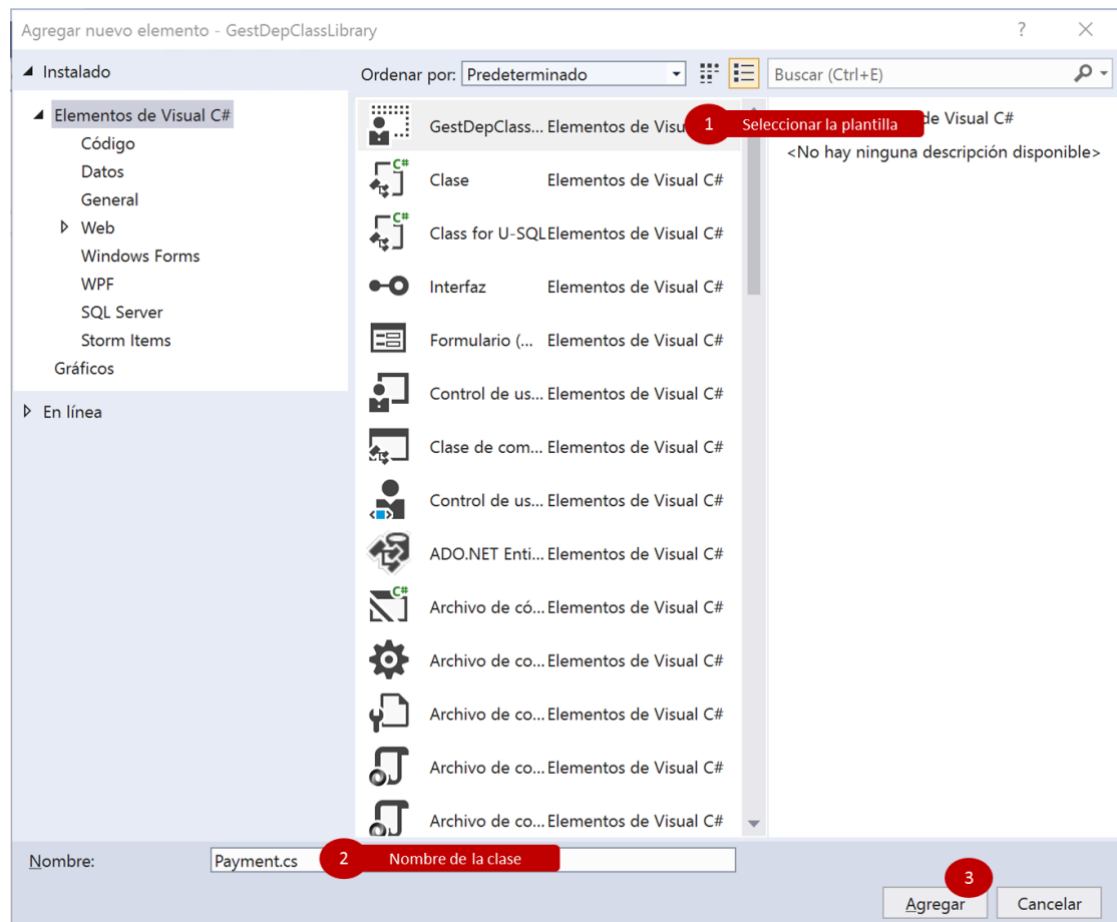 Agregar nuevo elemento - GestDepClassLibrary
Instalado
Elementos de Visual C#
Código
Datos
General
Web
Windows Forms
WPF
SQL Server
Storm Items
Gráficos
En línea
Ordenar por: Predeterminado
Buscar (Ctrl+E)
GestDepClass... Elementos de Visu
1 Seleccionar la plantilla
de Visual C#
<No hay ninguna descripción disponible>
C# Clase Elementos de Visual C#
C# Class for U-SQL Elementos de Visual C#
Interfaz Elementos de Visual C#
Formulario (... Elementos de Visual C#
Control de us... Elementos de Visual C#
Clase de com... Elementos de Visual C#
Control de us... Elementos de Visual C#
ADO.NET Enti... Elementos de Visual C#
C# Archivo de có... Elementos de Visual C#
Archivo de co... Elementos de Visual C#
Archivo de co... Elementos de Visual C#
Archivo de co... Elementos de Visual C#
Archivo de co... Elementos de Visual C#
Nombre: Payment.cs 2 Nombre de la clase
3
Agregar Cancelar